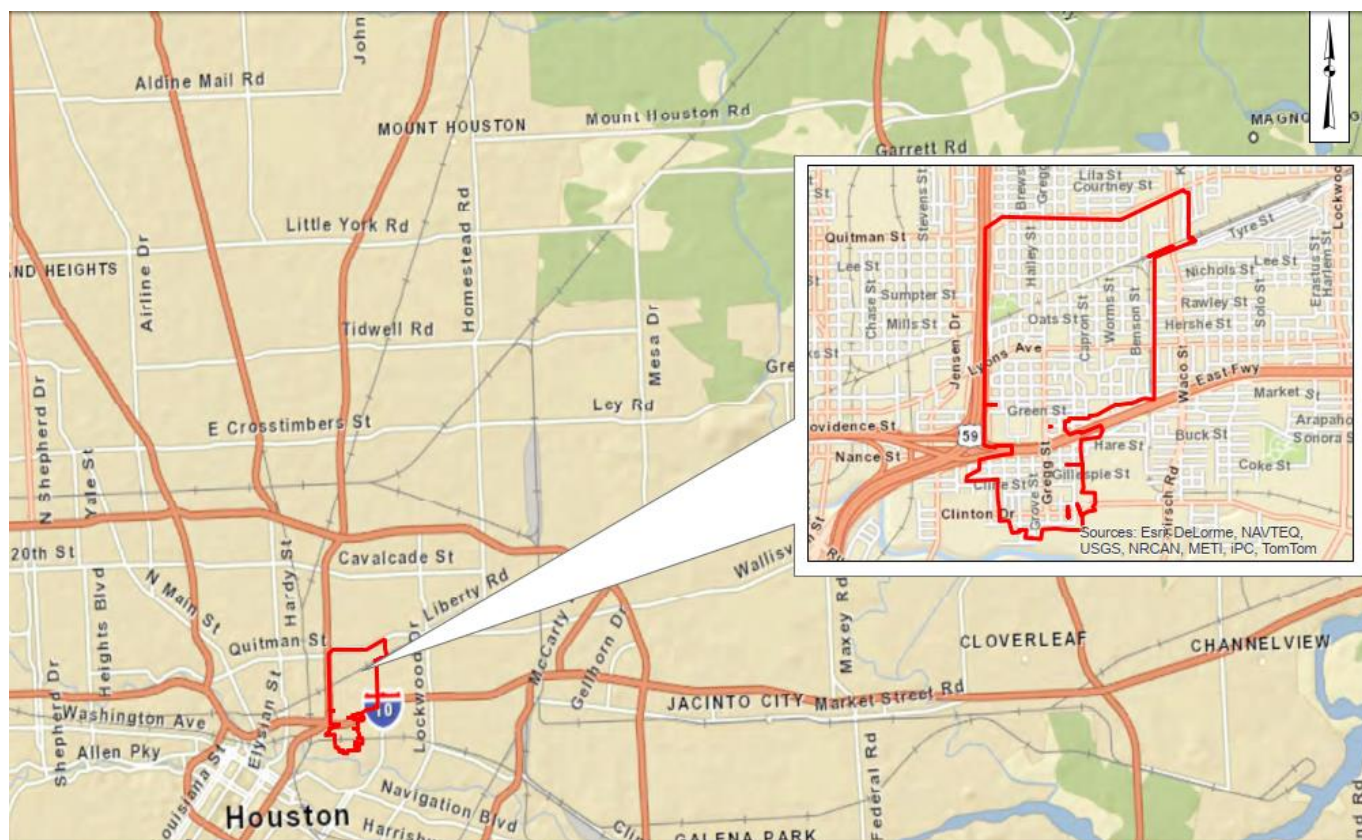 John
Aldine Mail Rd
MOUNT HOUSTON
Mount Houston Rd
Garrett Rd
Little York Rd
Homestead Rd
AND HEIGHTS
Airline Dr
Tidwell Rd
Mesa Dr
Ley Rd
E Crosstimbers St
N Shepherd Dr
Yale St
20th St
Cavalcade St
Hardy St
Liberty Rd
N Main St
Heights Blvd
Quitman St
Lockwood Dr
McCarty
Gellhorn Dr
Maxey Rd
CLOVERLEAF
CHANNELVIEW
JACINTO CITY
Market Street Rd
10
Shepherd Dr
Washington Ave
Elysian St
Allen Pky
Louisiana St
Houston
Navigation Blvd
Federal Rd
GALENA PARK
Lila St
Courtney St
Stevens St
Quitman St
Halley St
Tyre St
Lee St
Nichols St
Lee St
Erastus St
Harlem St
Chase St
Sumpter St
Mills St
Oats St
Capron St
Worms St
Benson St
Rawley St
Solo St
Hershe St
Jensen Dr
Lyons Ave
Waco St
East Fwy
Market St
Green St
59
Nance St
Gregg St
Hare St
Buck St
Sonora S
Gillespie St
Coke St
Cline St
Clinton Dr
Grove St
Sources: Esri, DeLorme, NAVTEQ,
USGS, NRCAN, METI, iPC, TomTom